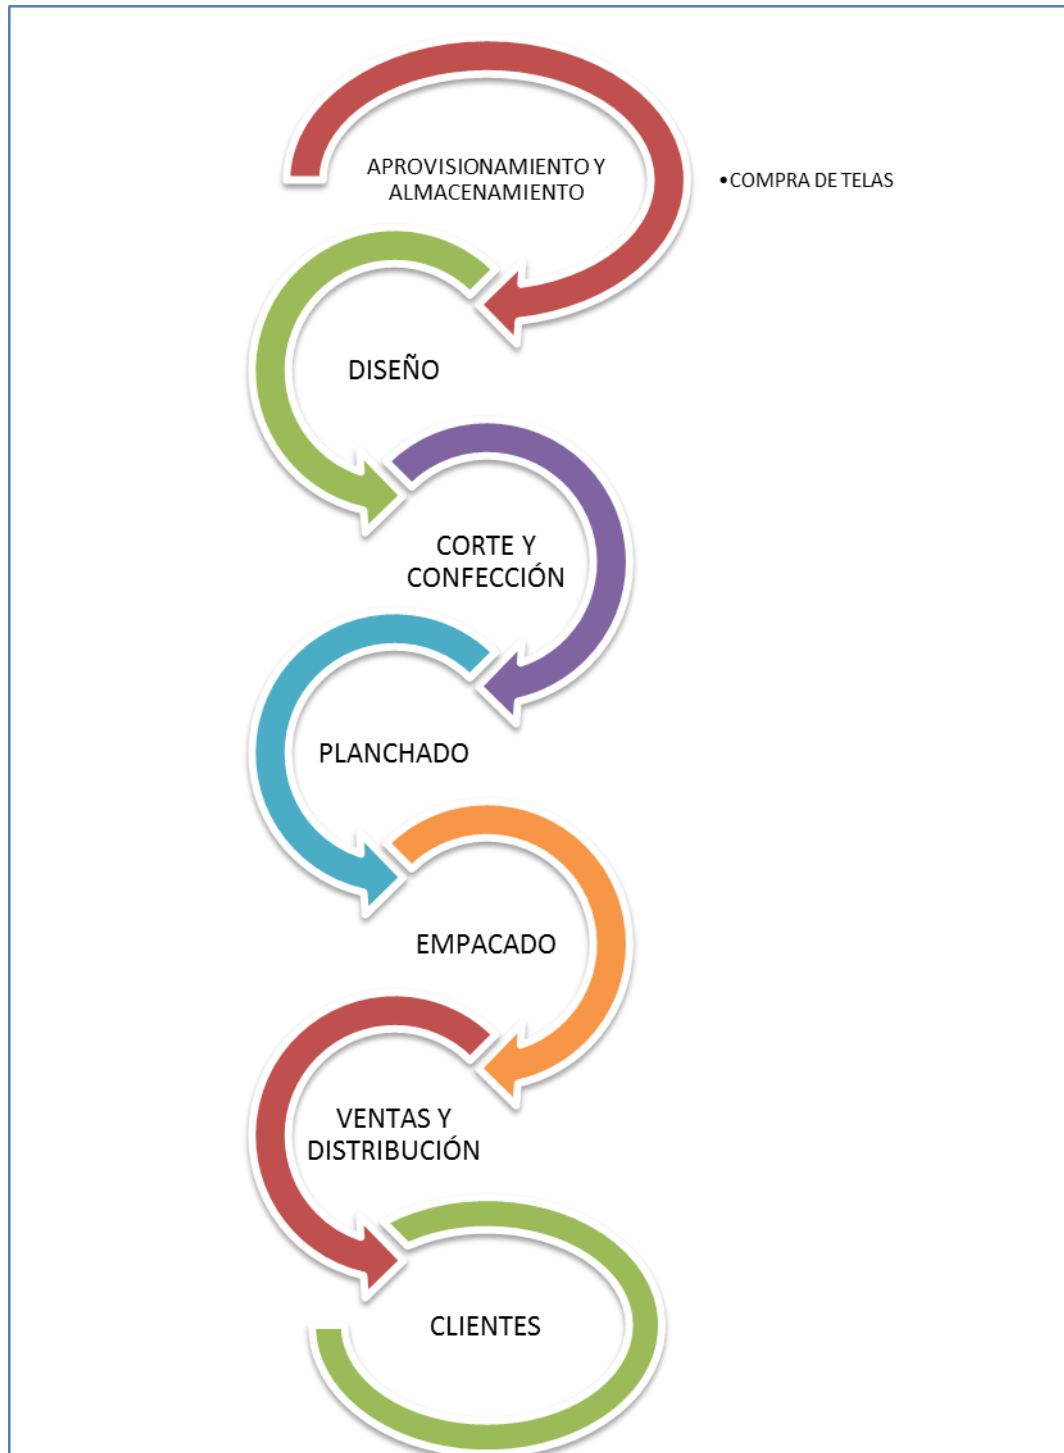 APROVISIONAMIENTO Y
ALMACENAMIENTO
•COMPRA DE TELAS
DISEÑO
CORTE Y
CONFECCIÓN
PLANCHADO
EMPACADO
VENTAS Y
DISTRIBUCIÓN
CLIENTES